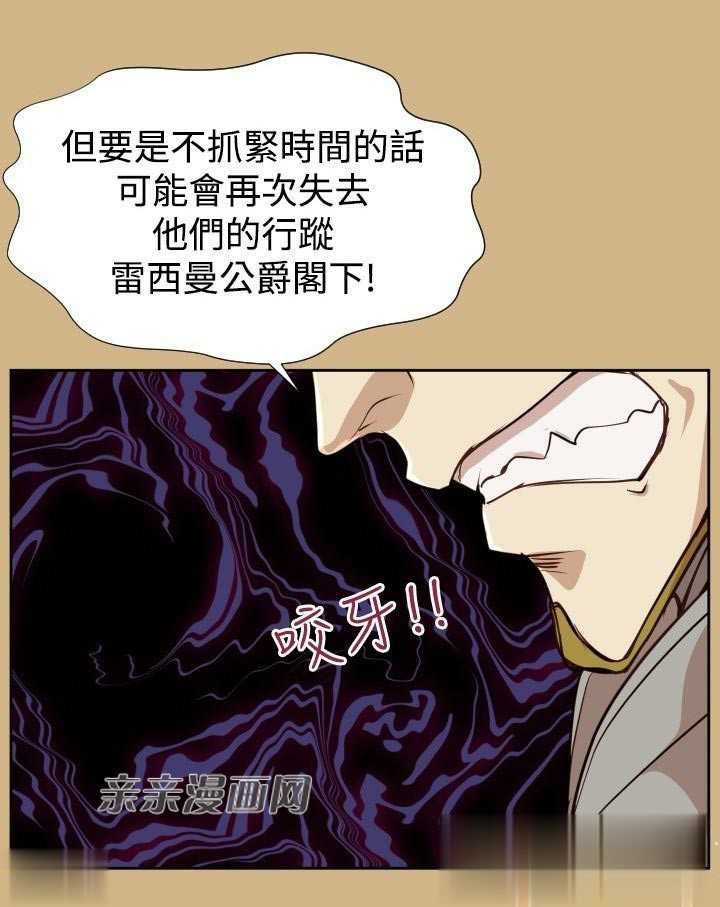 但要是不抓緊時間的話
可能會再次失去
他們的行蹤
雷西曼公爵閣下!
咬牙!!
亲亲漫画网